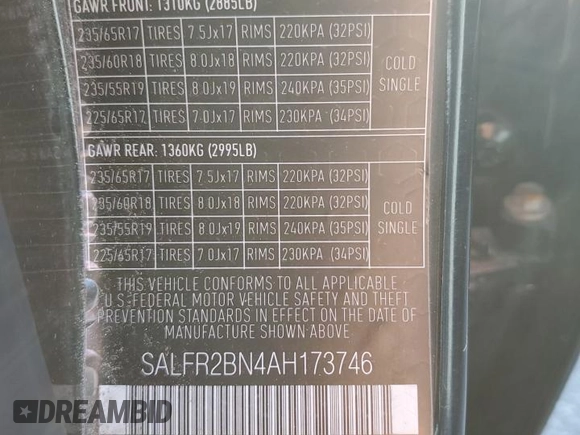 GAWR FRONT: 1310KG (2885LB)
235/65R17 TIRES 7.5Jx17 RIMS 220KPA (32PSI)
235/60R18 TIRES 8.0Jx18 RIMS 220KPA (32PSI)
235/55R19 TIRES 8.0Jx19 RIMS 240KPA (35PSI)
225/65R17 TIRES 7.0Jx17 RIMS 230KPA (34PSI)
COLD
SINGLE
GAWR REAR: 1360KG (2995LB)
235/65R17 TIRES 7.5Jx17 RIMS 220KPA (32PSI)
235/60R18 TIRES 8.0Jx18 RIMS 220KPA (32PSI)
235/55R19 TIRES 8.0Jx19 RIMS 240KPA (35PSI)
225/65R17 TIRES 7.0Jx17 RIMS 230KPA (34PSI)
COLD
SINGLE
THIS VEHICLE CONFORMS TO ALL APPLICABLE
U.S-FEDERAL MOTOR VEHICLE SAFETY AND THEFT
PREVENTION STANDARDS IN EFFECT ON THE DATE OF
MANUFACTURE SHOWN ABOVE.
SALFR2BN4AH173746
DREAMBID